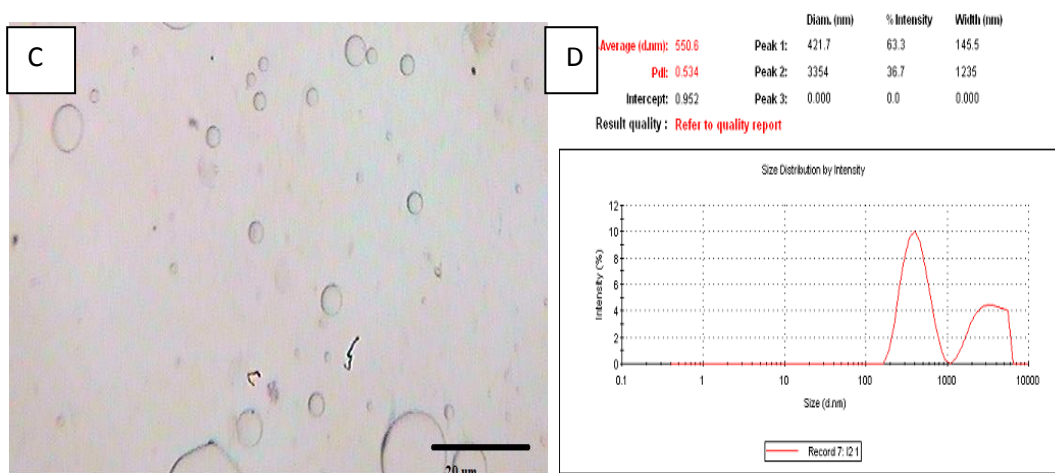 C
20 µm
D
Diam. (nm) % Intensity Width (nm)
Average (d.nm): 550.6 Peak 1: 421.7 63.3 145.5
PdI: 0.534 Peak 2: 3354 36.7 1235
Intercept: 0.952 Peak 3: 0.000 0.0 0.000
Result quality : Refer to quality report
Size Distribution by Intensity
Intensity (%)
12
10
8
6
4
2
0
0.1 1 10 100 1000 10000
Size (d.nm)
Record 7: I2 1